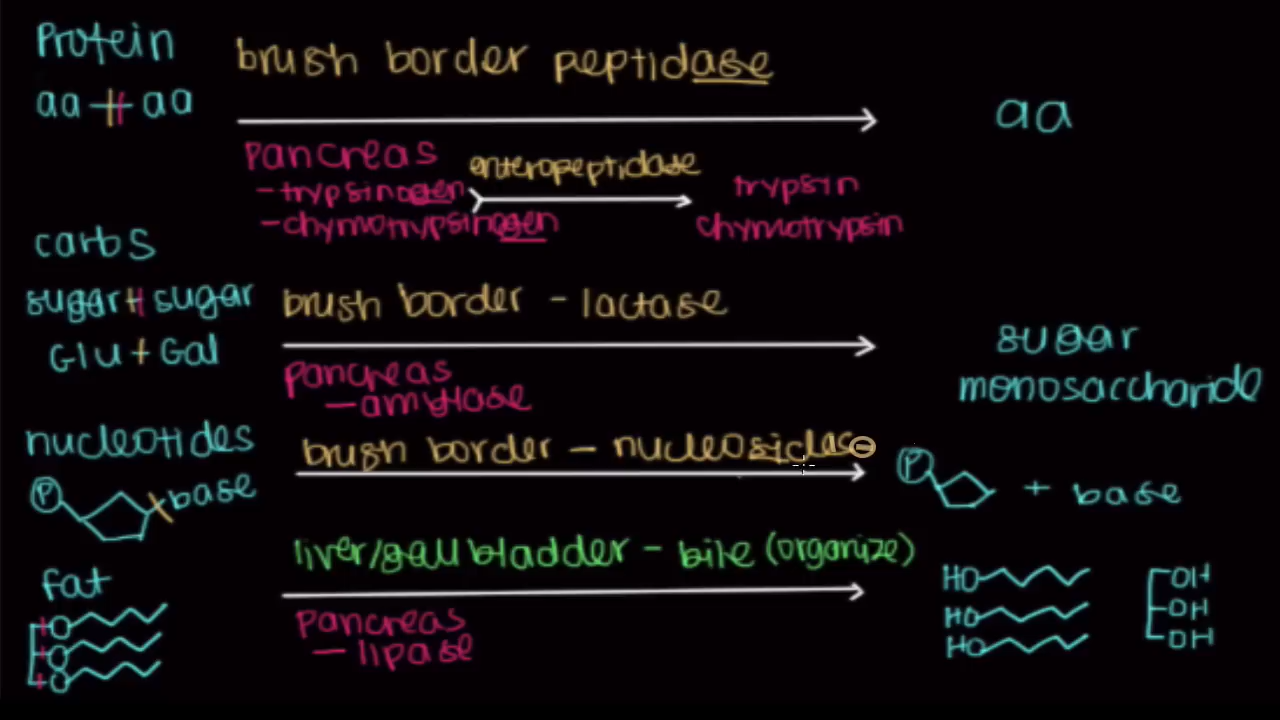 Protein
brush border peptidase
aa + aa
aa
Pancreas
enteropeptidase
- trypsinogen
trypsin
- chymotrypsinogen
chymotrypsin
carbs
sugar + sugar
brush border - lactase
Glu + Gal
sugar
monosaccharide
Pancreas
- amylase
nucleotides
brush border - nucleosidase
P
base
P
+ base
liver/gallbladder - bile (organize)
fat
O
O
O
Pancreas
- lipase
HO
HO
HO
OH
OH
OH